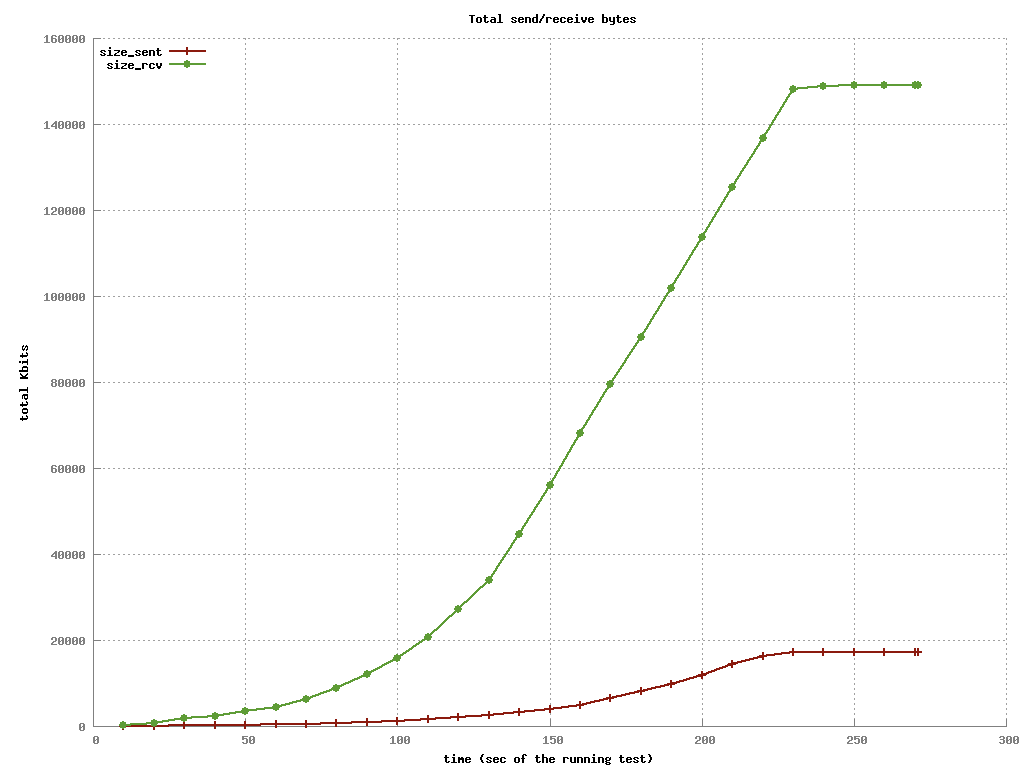 Total send/receive bytes
160000
size_sent
size_rcv
140000
120000
100000
total Kbits
80000
60000
40000
20000
0
0 50 100 150 200 250 300
time (sec of the running test)